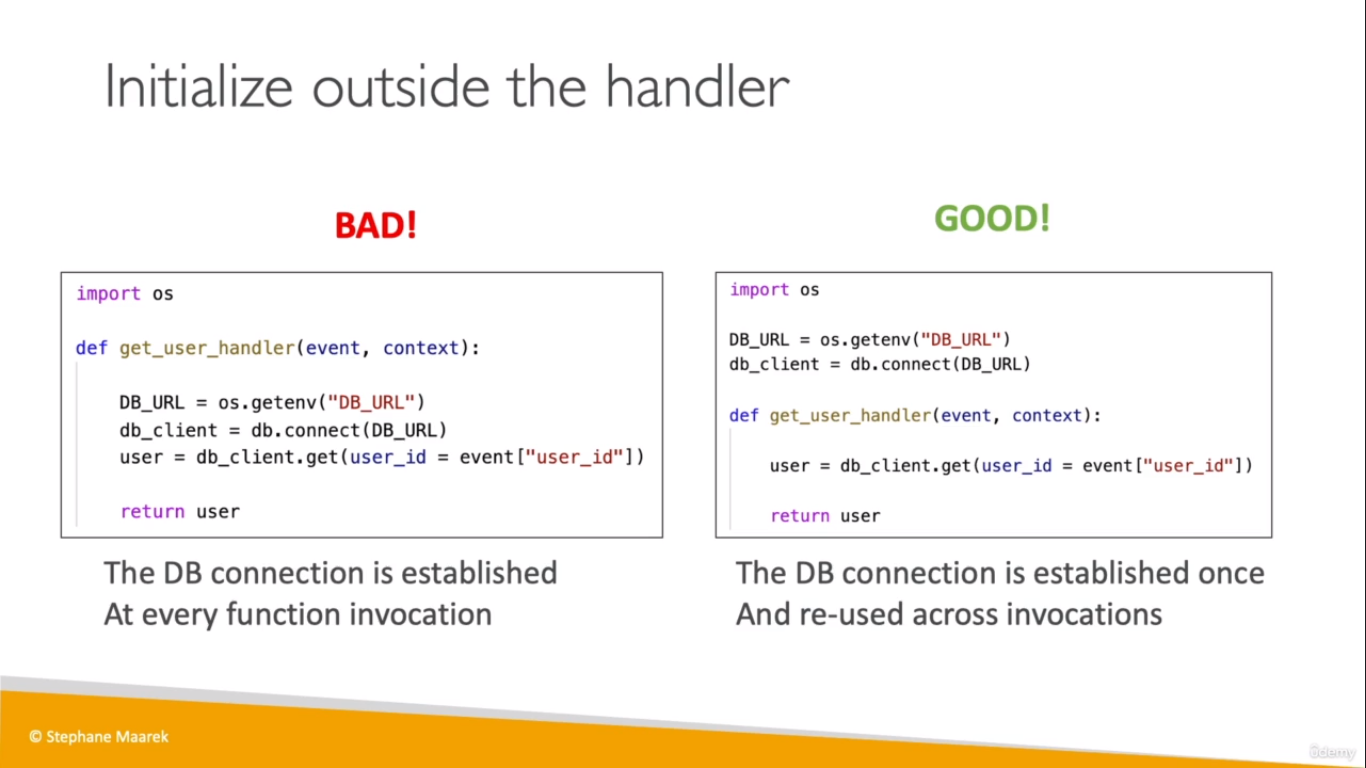 Initialize outside the handler
BAD!
import os
def get_user_handler(event, context):
DB_URL = os.getenv("DB_URL")
db_client = db.connect(DB_URL)
user = db_client.get(user_id = event["user_id"])
return user
The DB connection is established
At every function invocation
GOOD!
import os
DB_URL = os.getenv("DB_URL")
db_client = db.connect(DB_URL)
def get_user_handler(event, context):
user = db_client.get(user_id = event["user_id"])
return user
The DB connection is established once
And re-used across invocations
© Stephane Maarek
ûdemy